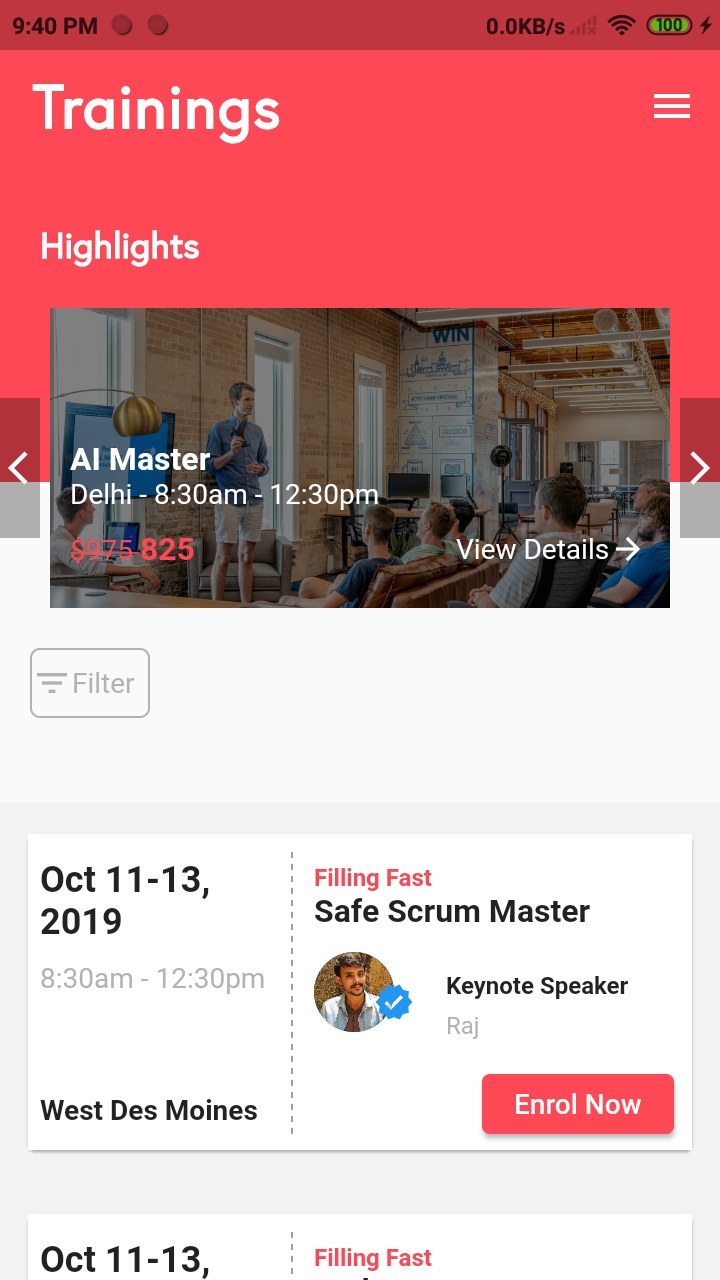 9:40 PM
0.0KB/s
100
Trainings
Highlights
WIN
AI Master
Delhi - 8:30am - 12:30pm
$975 825
View Details
Filter
Oct 11-13,
2019
8:30am - 12:30pm
West Des Moines
Filling Fast
Safe Scrum Master
Keynote Speaker
Raj
Enrol Now
Oct 11-13,
Filling Fast